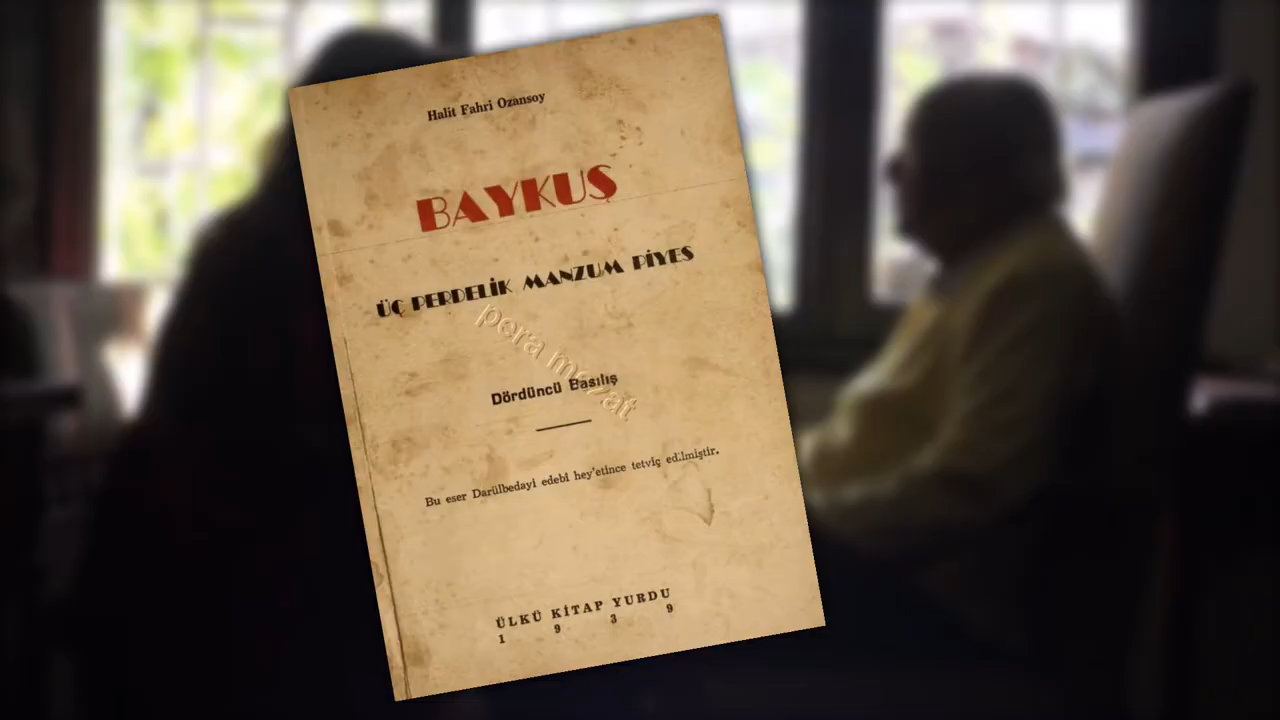 Halit Fahri Ozansoy
BAYKUŞ
ÜÇ PERDELİK MANZUM PİYES
pera mezat
Dördüncü Basılış
Bu eser Darülbedayi edebî hey'etince tetviç edilmiştir.
ÜLKÜ KİTAP YURDU
1 9 3 9